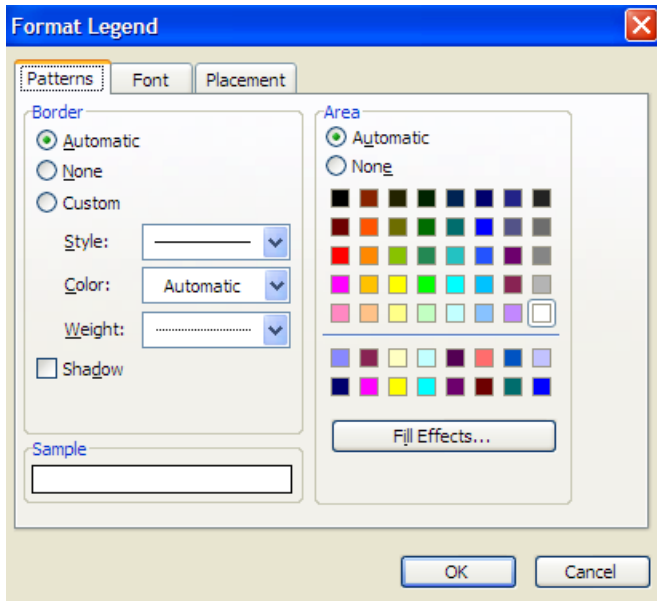 Format Legend
Patterns Font Placement
Border
Automatic
None
Custom
Style:
Color: Automatic
Weight:
Shadow
Sample
Area
Automatic
None
Fill Effects...
OK Cancel